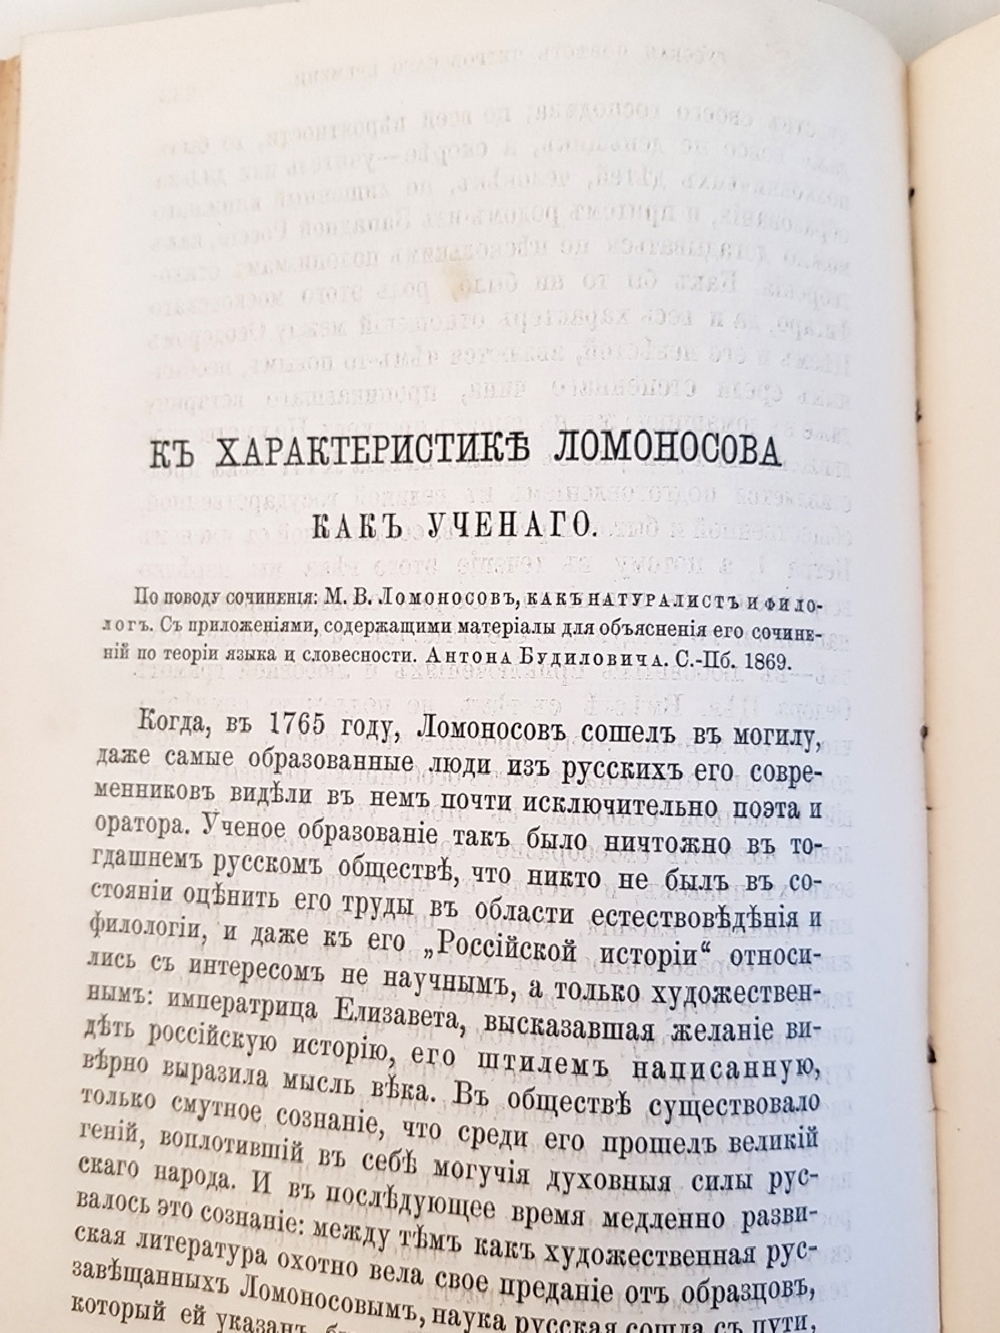 КЪ ХАРАКТЕРИСТИКѢ ЛОМОНОСОВА
КАКЪ УЧЕНАГО.
По поводу сочиненія: М. В. Ломоносовъ, какъ натуралистъ и фило-
логъ. Съ приложеніями, содержащими матеріалы для объясненія его сочине-
ній по теоріи языка и словесности. Антона Будиловича. С.-Пб. 1869.
Когда, въ 1765 году, Ломоносовъ сошелъ въ могилу,
даже самые образованные люди изъ русскихъ его совре-
менниковъ видѣли въ немъ почти исключительно поэта и
оратора. Ученое образованіе такъ было ничтожно въ то-
гдашнемъ русскомъ обществѣ, что никто не былъ въ со-
стояніи оцѣнить его труды въ области естествовѣдѣнія и
филологіи, и даже къ его „Россійской исторіи“ относи-
лись съ интересомъ не научнымъ, а только художествен-
нымъ: императрица Елизавета, высказавшая желаніе ви-
дѣть россійскую исторію, его штилемъ написанную,
вѣрно выразила мысль вѣка. Въ обществѣ существовало
только смутное сознаніе, что среди его прошелъ великій
геній, воплотившій въ себѣ могучія духовныя силы рус-
скаго народа. И въ послѣдующее время медленно разви-
валось это сознаніе: между тѣмъ какъ художественная рус-
ская литература охотно вела свое преданіе отъ образцовъ,
завѣщанныхъ Ломоносовымъ, наука русская сошла съ пути,
который ей указанъ